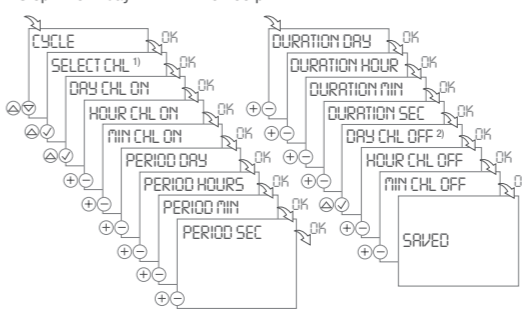 CYCLE
OK
SELECT CHL 1)
OK
DAY CHL ON
OK
HOUR CHL ON
OK
MIN CHL ON
OK
PERIOD DAY
OK
PERIOD HOURS
OK
PERIOD MIN
OK
PERIOD SEC
OK
DURATION DAY
OK
DURATION HOUR
OK
DURATION MIN
OK
DURATION SEC
OK
DAY CHL OFF 2)
OK
HOUR CHL OFF
OK
MIN CHL OFF
SAVED